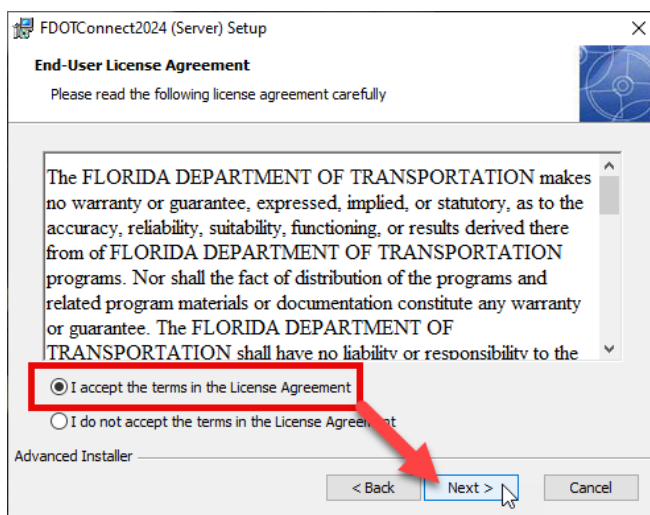 FDOTConnect2024 (Server) Setup
End-User License Agreement
Please read the following license agreement carefully
The FLORIDA DEPARTMENT OF TRANSPORTATION makes
no warranty or guarantee, expressed, implied, or statutory, as to the
accuracy, reliability, suitability, functioning, or results derived there
from of FLORIDA DEPARTMENT OF TRANSPORTATION
programs. Nor shall the fact of distribution of the programs and
related program materials or documentation constitute any warranty
or guarantee. The FLORIDA DEPARTMENT OF
TRANSPORTATION shall have no liability or responsibility to the
I accept the terms in the License Agreement
I do not accept the terms in the License Agreement
Advanced Installer
< Back
Next >
Cancel